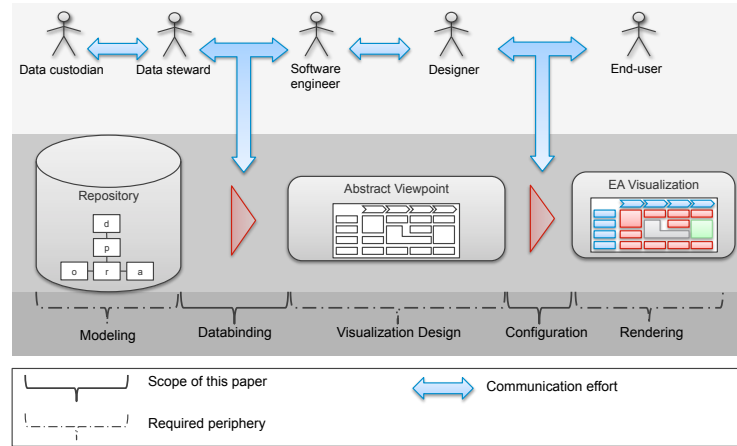 Data custodian
Data steward
Software
engineer
Designer
End-user
Repository
d
p
o
r
a
Abstract Viewpoint
EA Visualization
Modeling
Databinding
Visualization Design
Configuration
Rendering
Scope of this paper
Communication effort
Required periphery